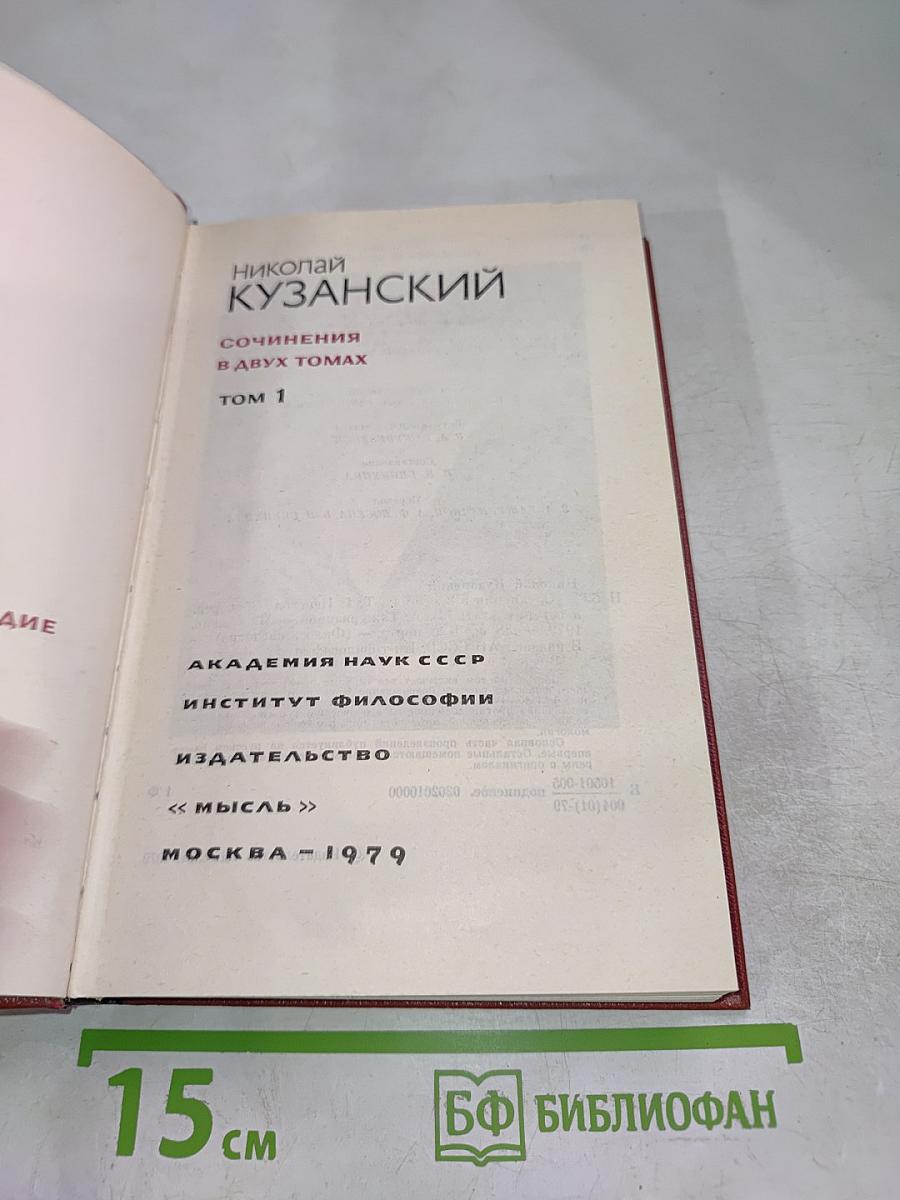 ДИЕ
Николай
КУЗАНСКИЙ
СОЧИНЕНИЯ
В ДВУХ ТОМАХ
ТОМ 1
АКАДЕМИЯ НАУК СССР
ИНСТИТУТ ФИЛОСОФИИ
ИЗДАТЕЛЬСТВО
« МЫСЛЬ »
МОСКВА – 1979
15 см
БФ БИБЛИОФАН